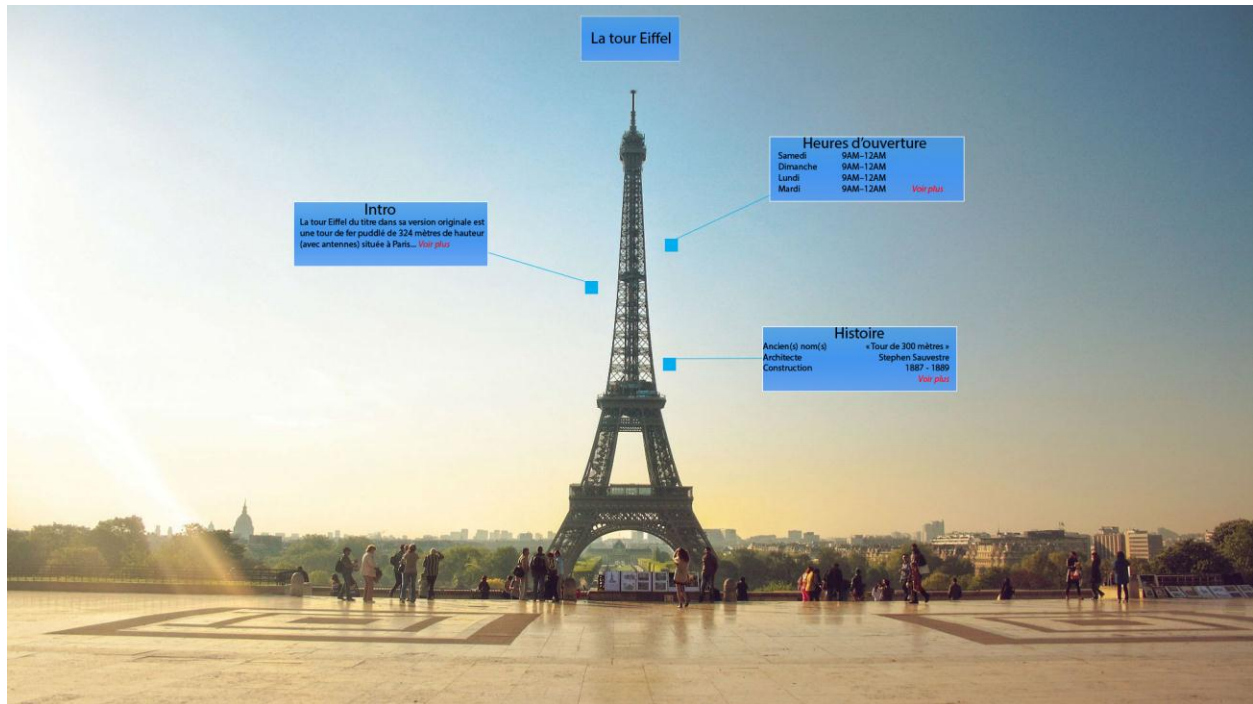 La tour Eiffel
Intro
La tour Eiffel du titre dans sa version originale est
une tour de fer puddlé de 324 mètres de hauteur
(avec antennes) située à Paris... Voir plus
Heures d'ouverture
Samedi 9AM–12AM
Dimanche 9AM–12AM
Lundi 9AM–12AM
Mardi 9AM–12AM Voir plus
Histoire
Ancien(s) nom(s) « Tour de 300 mètres »
Architecte Stephen Sauvestre
Construction 1887 - 1889
Voir plus